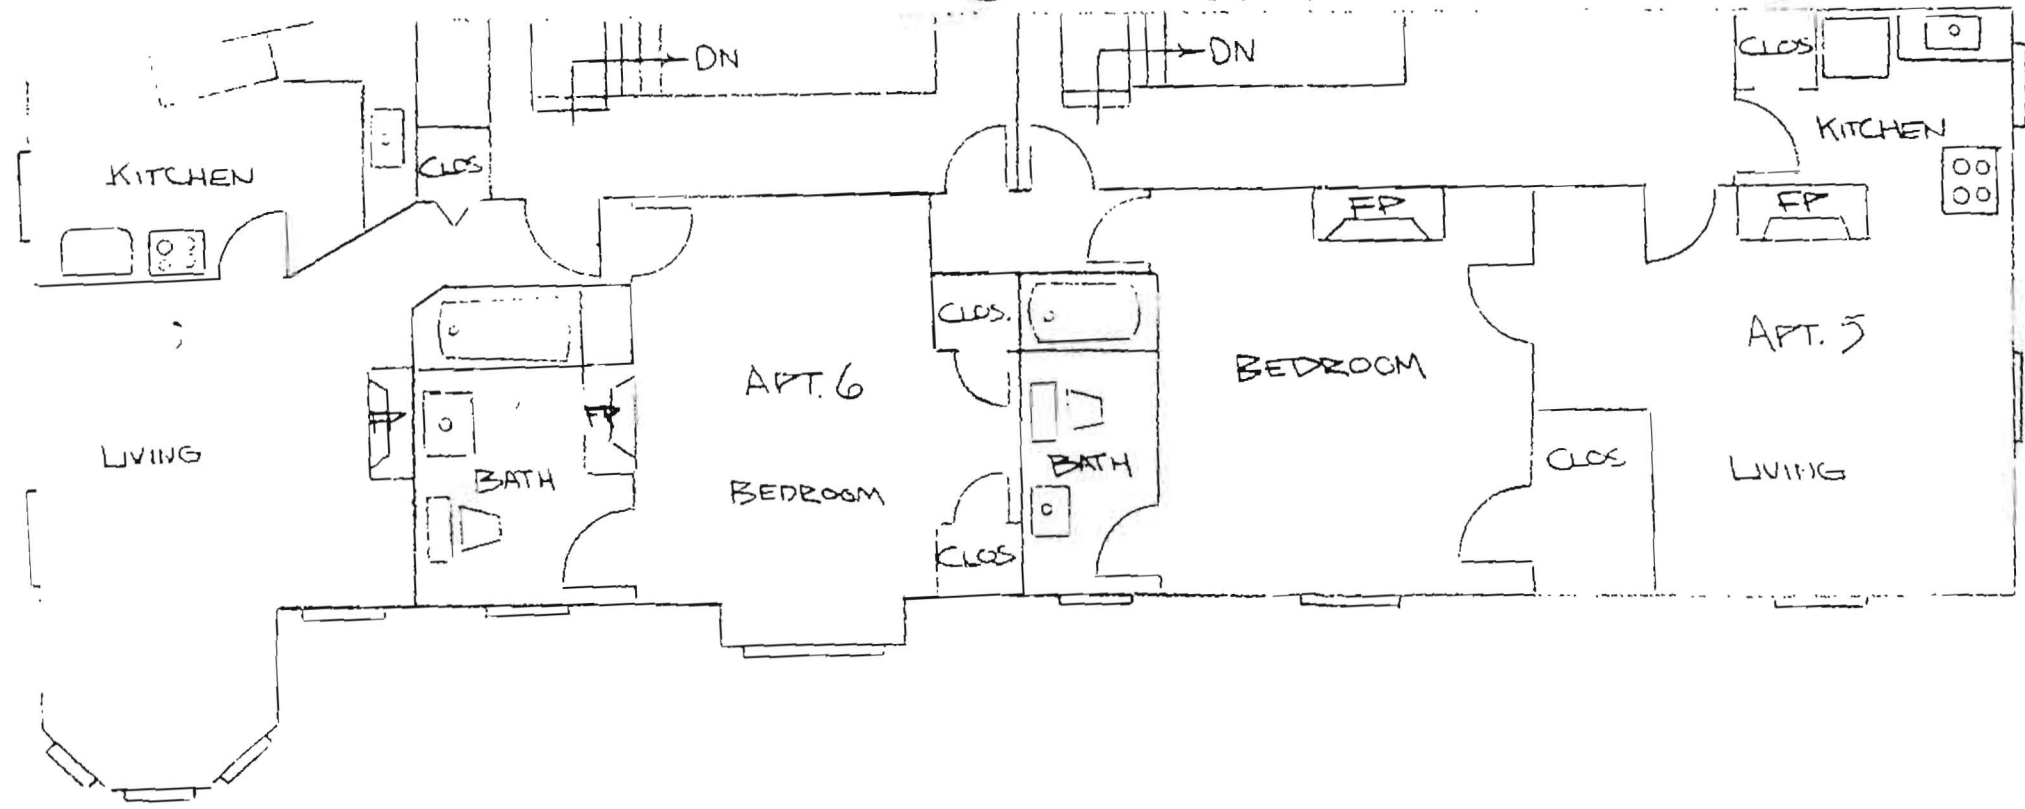 DN
DN
CLOS
KITCHEN
KITCHEN
CLOS
FP
FP
CLOS.
APT. 5
BEDROOM
APT. 6
FP
FP
LIVING
BATH
BEDROOM
BATH
CLOS
LIVING
CLOS